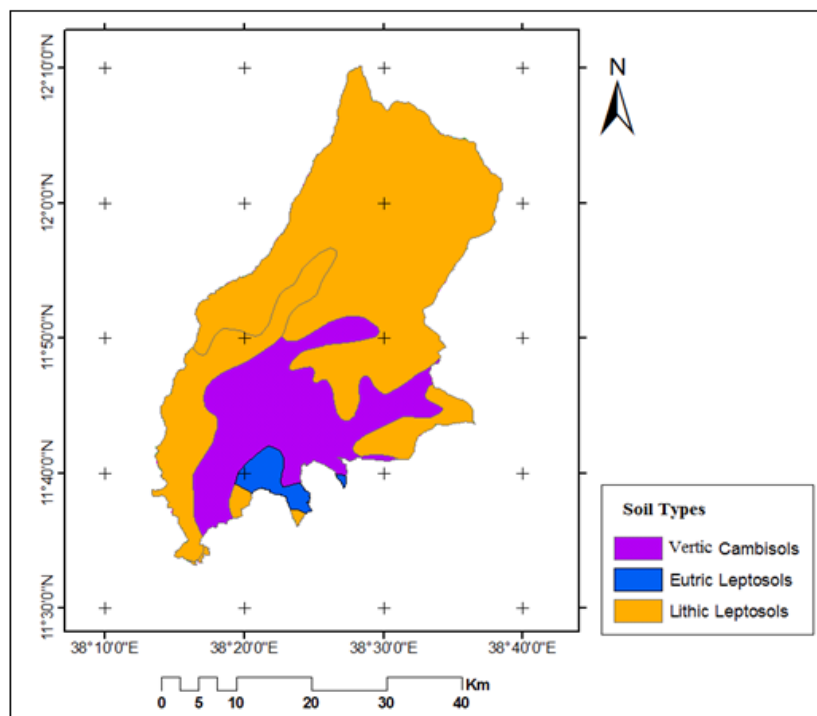 N
12°10'0"N
12°0'0"N
11°50'0"N
11°40'0"N
11°30'0"N
38°10'0"E 38°20'0"E 38°30'0"E 38°40'0"E
Soil Types
Vertic Cambisols
Eutric Leptosols
Lithic Leptosols
Km
0 5 10 20 30 40